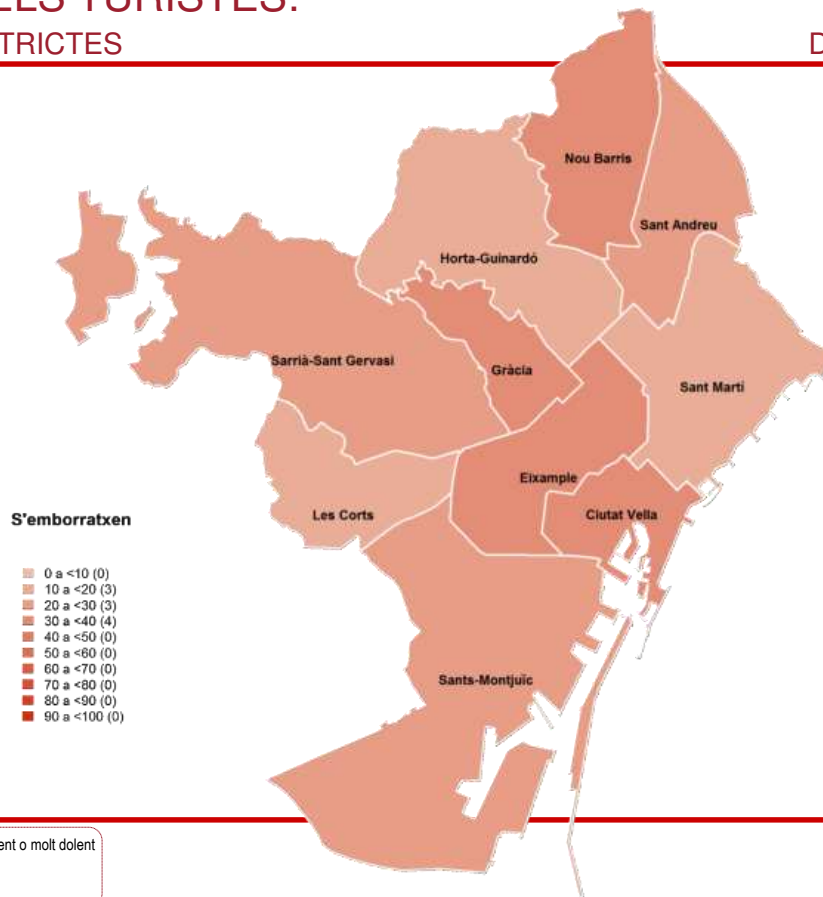 ELS TURISTES.
TRICTES
D
Nou Barris
Sant Andreu
Horta-Guinardó
Sarrià-Sant Gervasi
Gràcia
Sant Martí
Eixample
Les Corts
Ciutat Vella
S'emborratxen
0 a <10 (0)
10 a <20 (3)
20 a <30 (3)
30 a <40 (4)
40 a <50 (0)
50 a <60 (0)
60 a <70 (0)
70 a <80 (0)
80 a <90 (0)
90 a <100 (0)
Sants-Montjuïc
ent o molt dolent